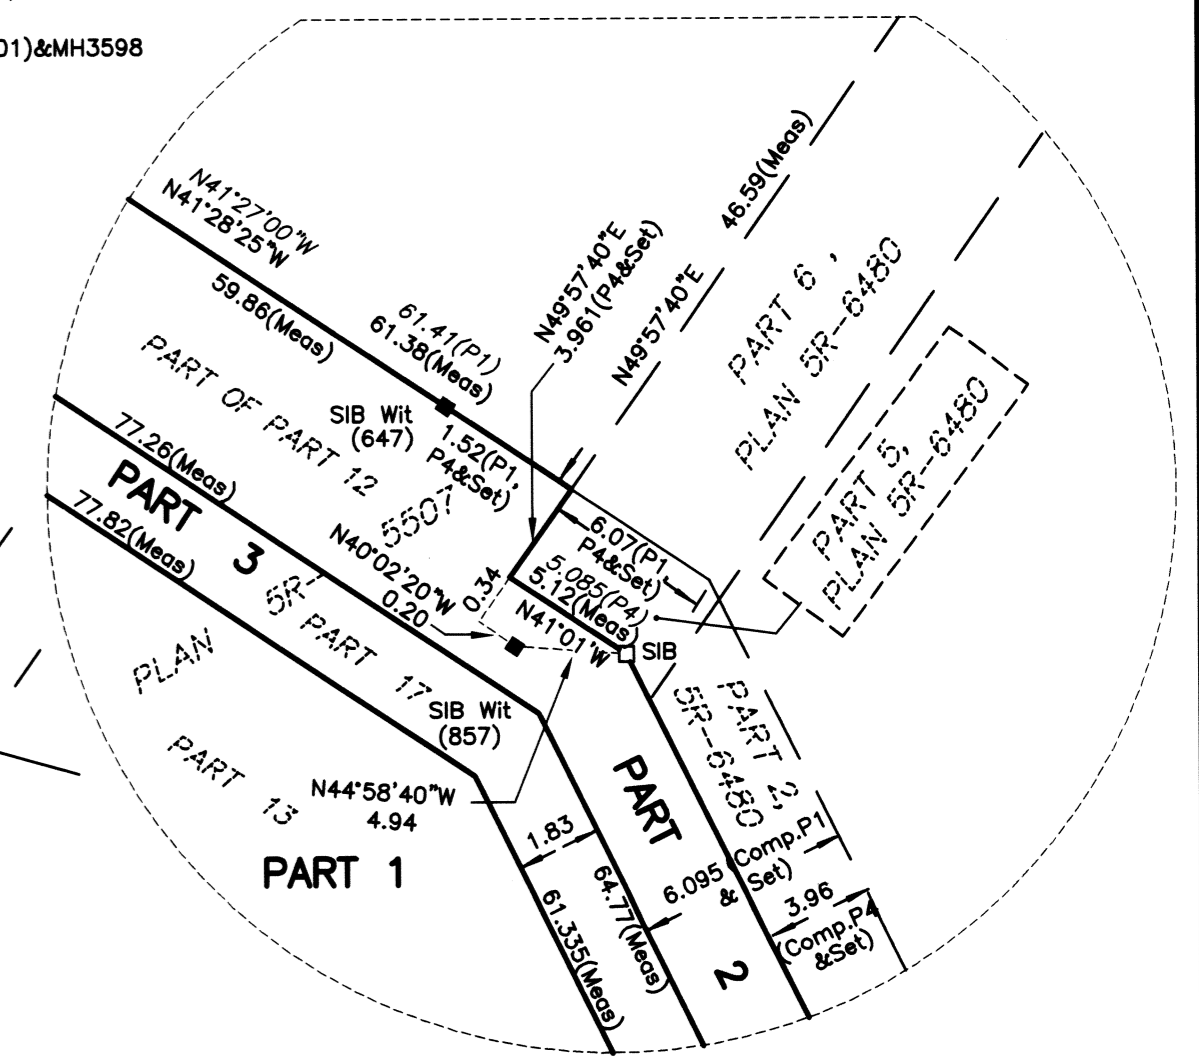 01)&MH3598
N41°27'00"W
N41°28'25"W
59.86(Meas)
61.41(P1)
61.38(Meas)
N49°57'40"E
3.961(P4&Set)
46.59(Meas)
N49°57'40"E
PART 6 ,
PLAN 5R-6480
PART 5,
PLAN 5R-6480
PART OF PART 12
SIB Wit
(647)
1.52(P1,
P4&Set)
77.26(Meas)
PART 3
77.82(Meas)
5507
N40°02'20"W
0.20
0.34
6.07(P1,
P4&Set)
5.085(P4)
5.12(Meas)
N41°01'W
SIB
PLAN 5R-
PART 17
SIB Wit
(857)
PART 13
N44°58'40"W
4.94
PART 1
PART 2,
5R-6480
PART
2
1.83
64.77(Meas)
61.335(Meas)
6.095 (Comp.P1
& Set)
3.96
(Comp.P4
&Set)